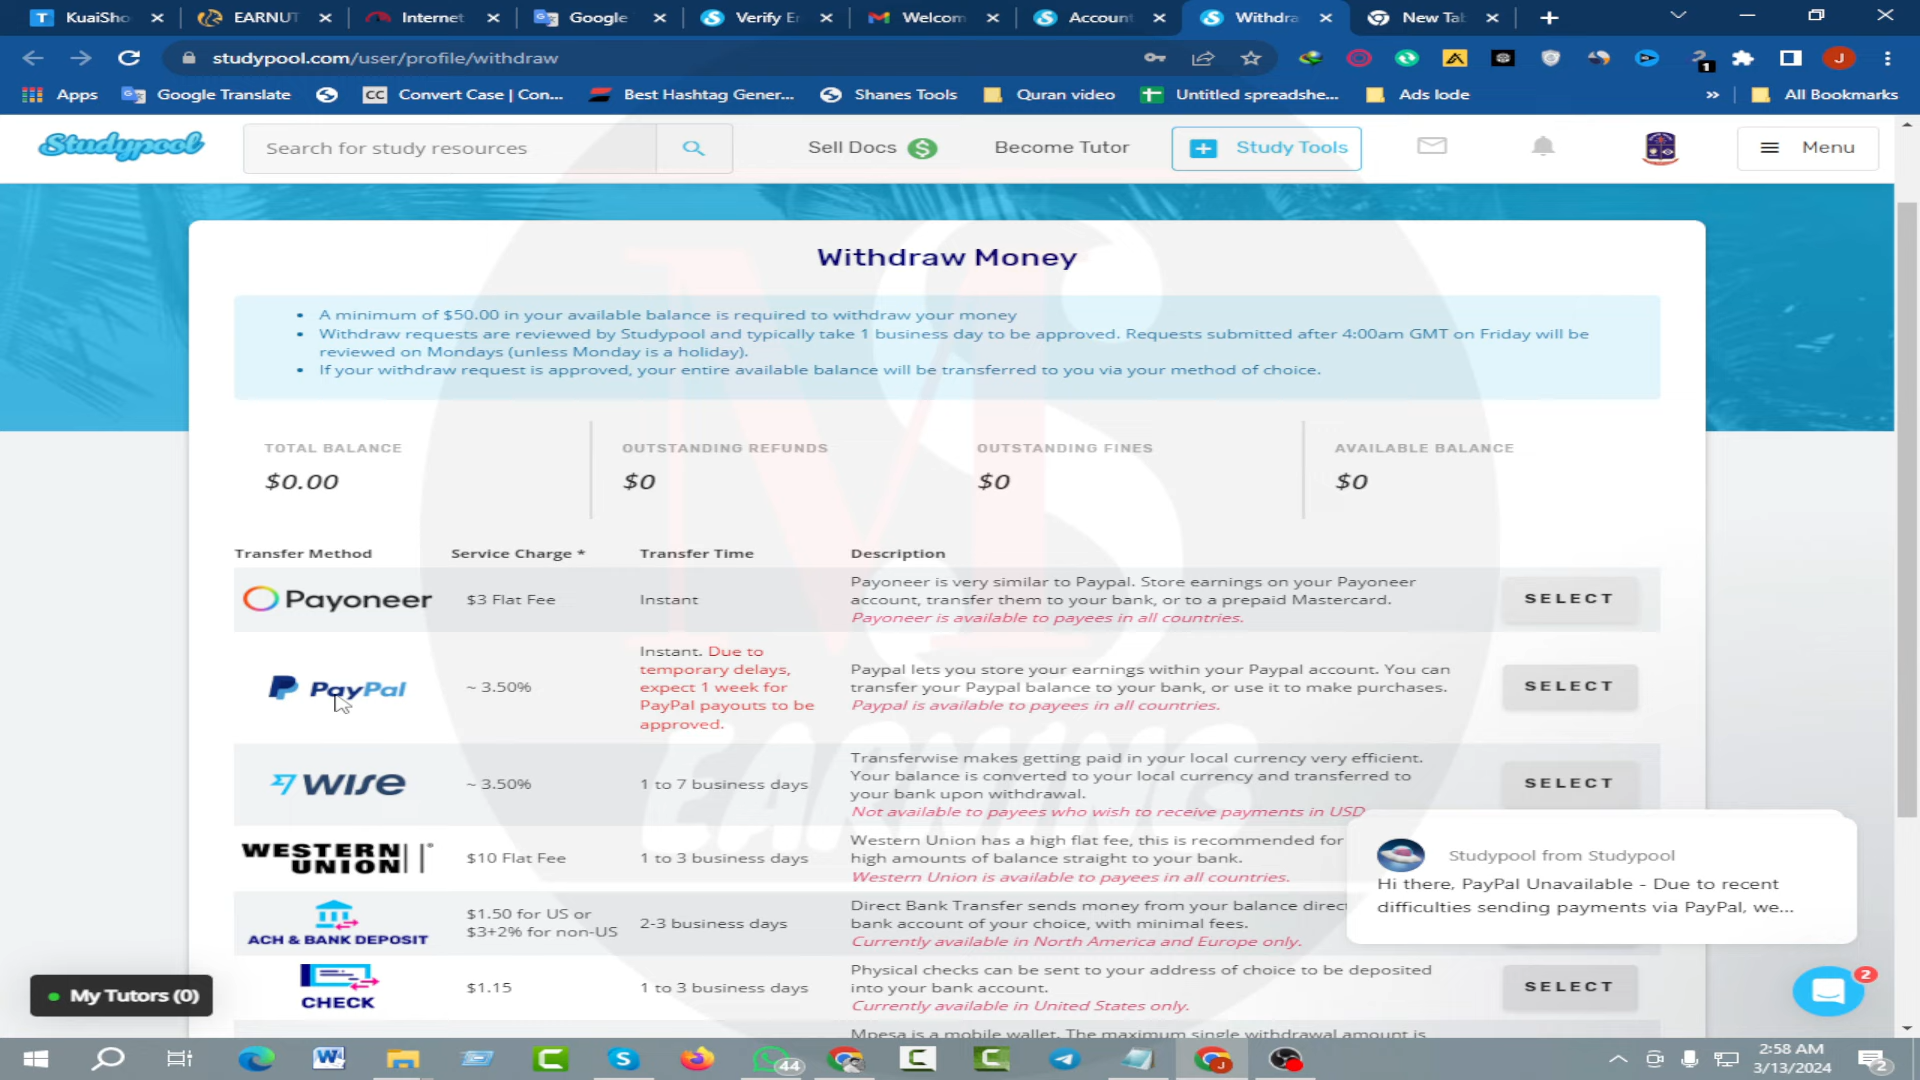 KuaiSho
EARNUT
Internet
Google
Verify Er
Welcom
Account
Withdra
New Tab
studypool.com/user/profile/withdraw
1
J
Apps
Google Translate
CC
Convert Case | Con...
Best Hashtag Gener...
Shanes Tools
Quran video
Untitled spreadshe...
Ads lode
»
All Bookmarks
Studypool
Search for study resources
Sell Docs
Become Tutor
Study Tools
Menu
Withdraw Money
• A minimum of $50.00 in your available balance is required to withdraw your money
• Withdraw requests are reviewed by Studypool and typically take 1 business day to be approved. Requests submitted after 4:00am GMT on Friday will be
reviewed on Mondays (unless Monday is a holiday).
• If your withdraw request is approved, your entire available balance will be transferred to you via your method of choice.
TOTAL BALANCE
$0.00
OUTSTANDING REFUNDS
$0
OUTSTANDING FINES
$0
AVAILABLE BALANCE
$0
Transfer Method
Service Charge *
Transfer Time
Description
Payoneer
$3 Flat Fee
Instant
Payoneer is very similar to Paypal. Store earnings on your Payoneer
account, transfer them to your bank, or to a prepaid Mastercard.
Payoneer is available to payees in all countries.
SELECT
PayPal
~ 3.50%
Instant. Due to
temporary delays,
expect 1 week for
PayPal payouts to be
approved.
Paypal lets you store your earnings within your Paypal account. You can
transfer your Paypal balance to your bank, or use it to make purchases.
Paypal is available to payees in all countries.
SELECT
WISE
~ 3.50%
1 to 7 business days
Transferwise makes getting paid in your local currency very efficient.
Your balance is converted to your local currency and transferred to
your bank upon withdrawal.
Not available to payees who wish to receive payments in USD
SELECT
WESTERN
UNION
$10 Flat Fee
1 to 3 business days
Western Union has a high flat fee, this is recommended for
high amounts of balance straight to your bank.
Western Union is available to payees in all countries.
ACH & BANK DEPOSIT
$1.50 for US or
$3+2% for non-US
2-3 business days
Direct Bank Transfer sends money from your balance direct
bank account of your choice, with minimal fees.
Currently available in North America and Europe only.
CHECK
$1.15
1 to 3 business days
Physical checks can be sent to your address of choice to be deposited
into your bank account.
Currently available in United States only.
SELECT
Mpesa is a mobile wallet. The maximum single withdrawal amount is
Studypool from Studypool
Hi there, PayPal Unavailable - Due to recent
difficulties sending payments via PayPal, we...
2
My Tutors (0)
MS
EARNING
44
J
2:58 AM
3/13/2024
2